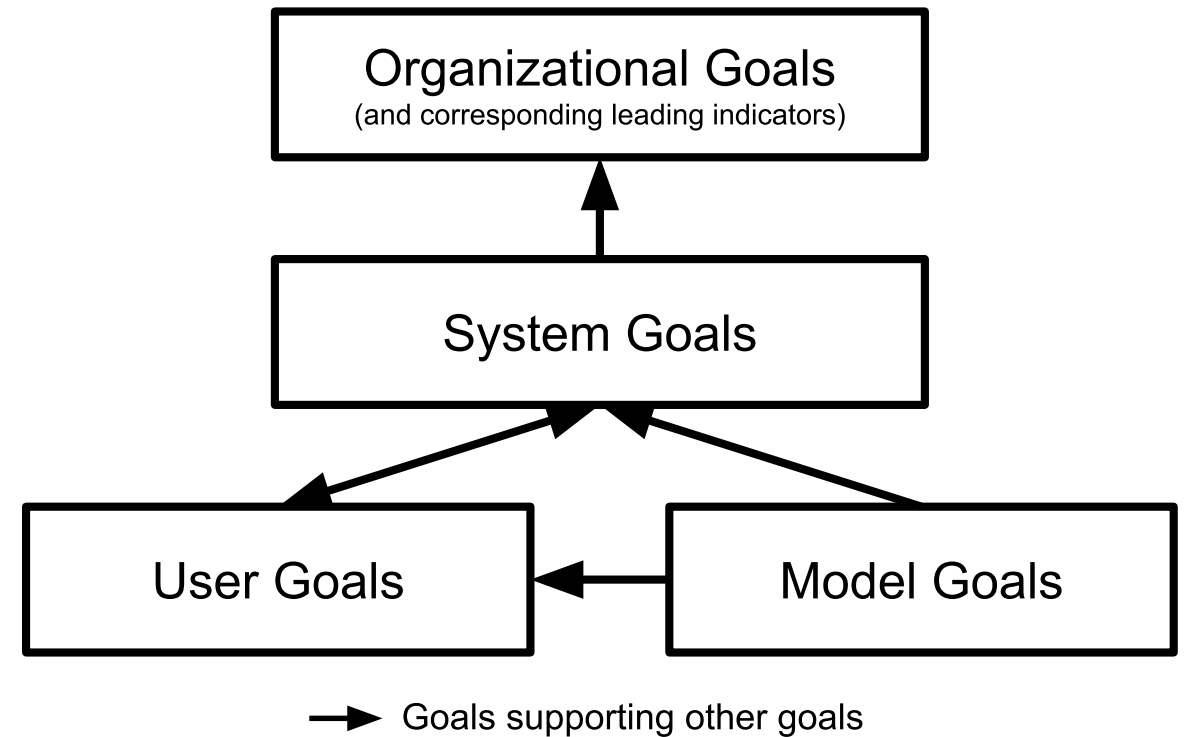 Organizational Goals
(and corresponding leading indicators)
System Goals
User Goals
Model Goals
Goals supporting other goals